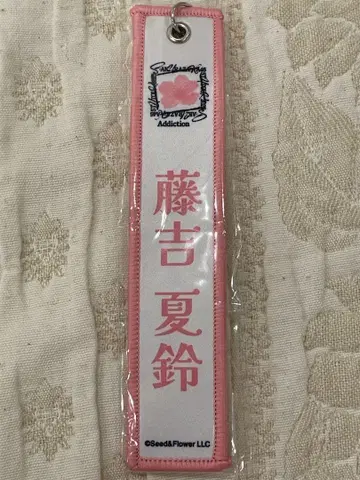 Addiction
藤吉 夏鈴
©Seed&Flower LLC